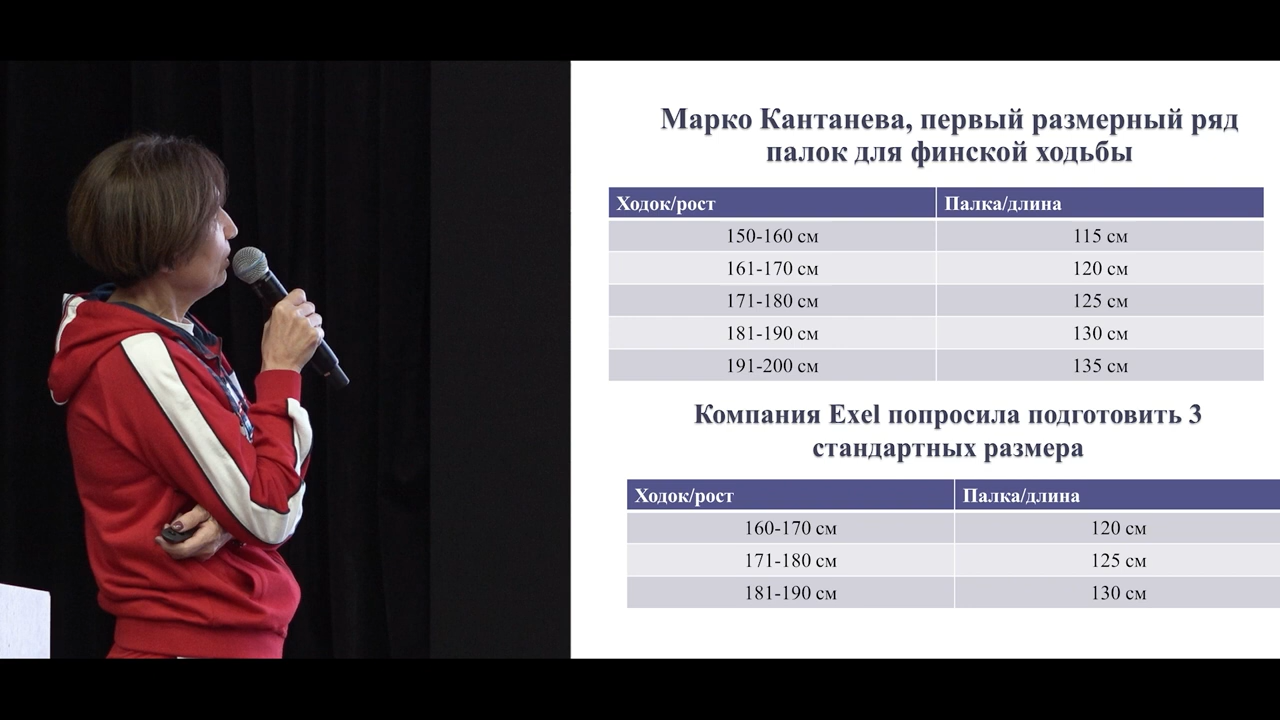 Марко Кантанева, первый размерный ряд
палок для финской ходьбы
Ходок/рост Палка/длина
150-160 см 115 см
161-170 см 120 см
171-180 см 125 см
181-190 см 130 см
191-200 см 135 см
Компания Exel попросила подготовить 3
стандартных размера
Ходок/рост Палка/длина
160-170 см 120 см
171-180 см 125 см
181-190 см 130 см